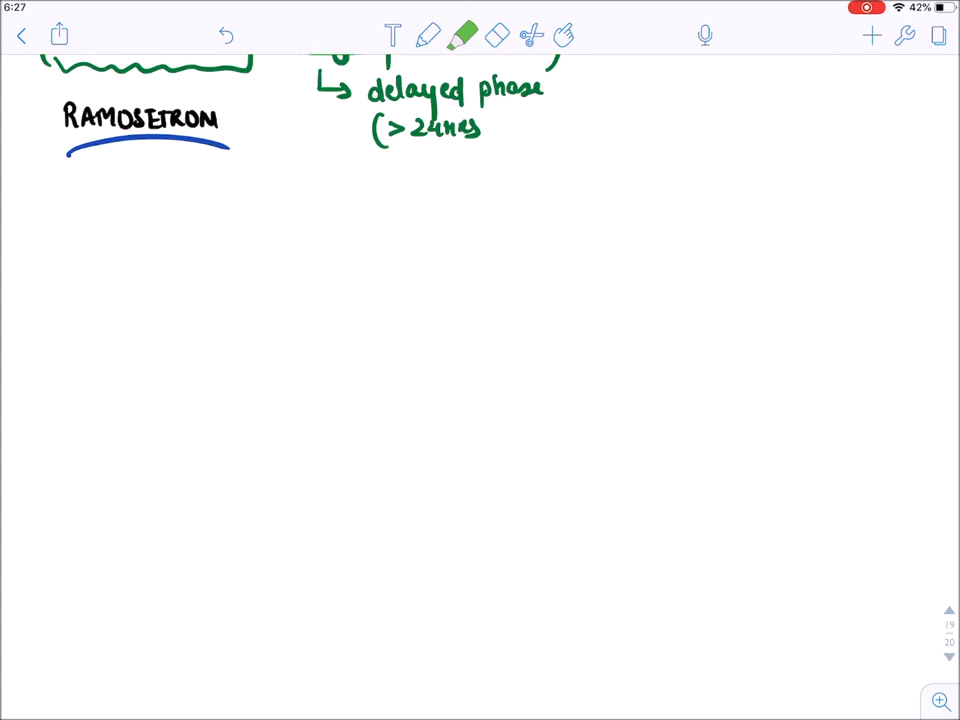 6:27
42%
T
delayed phase
RAMOSETRON
(> 24hrs
19
20